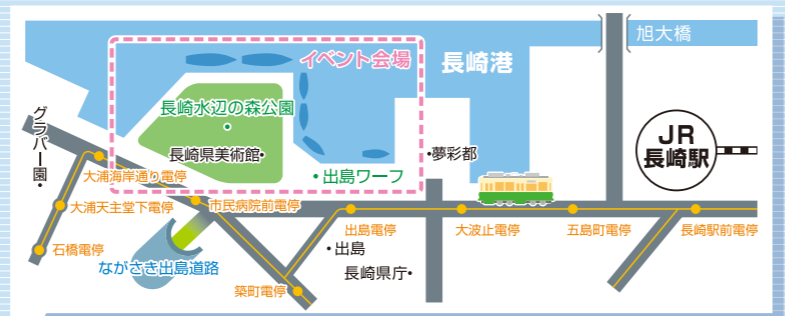 旭大橋
イベント会場
長崎港
長崎水辺の森公園
グラバー園
長崎県美術館
夢彩都
JR
長崎駅
大浦海岸通り電停
出島ワーフ
大浦天主堂下電停
市民病院前電停
出島電停
大波止電停
五島町電停
長崎駅前電停
石橋電停
出島
ながさき出島道路
長崎県庁
築町電停